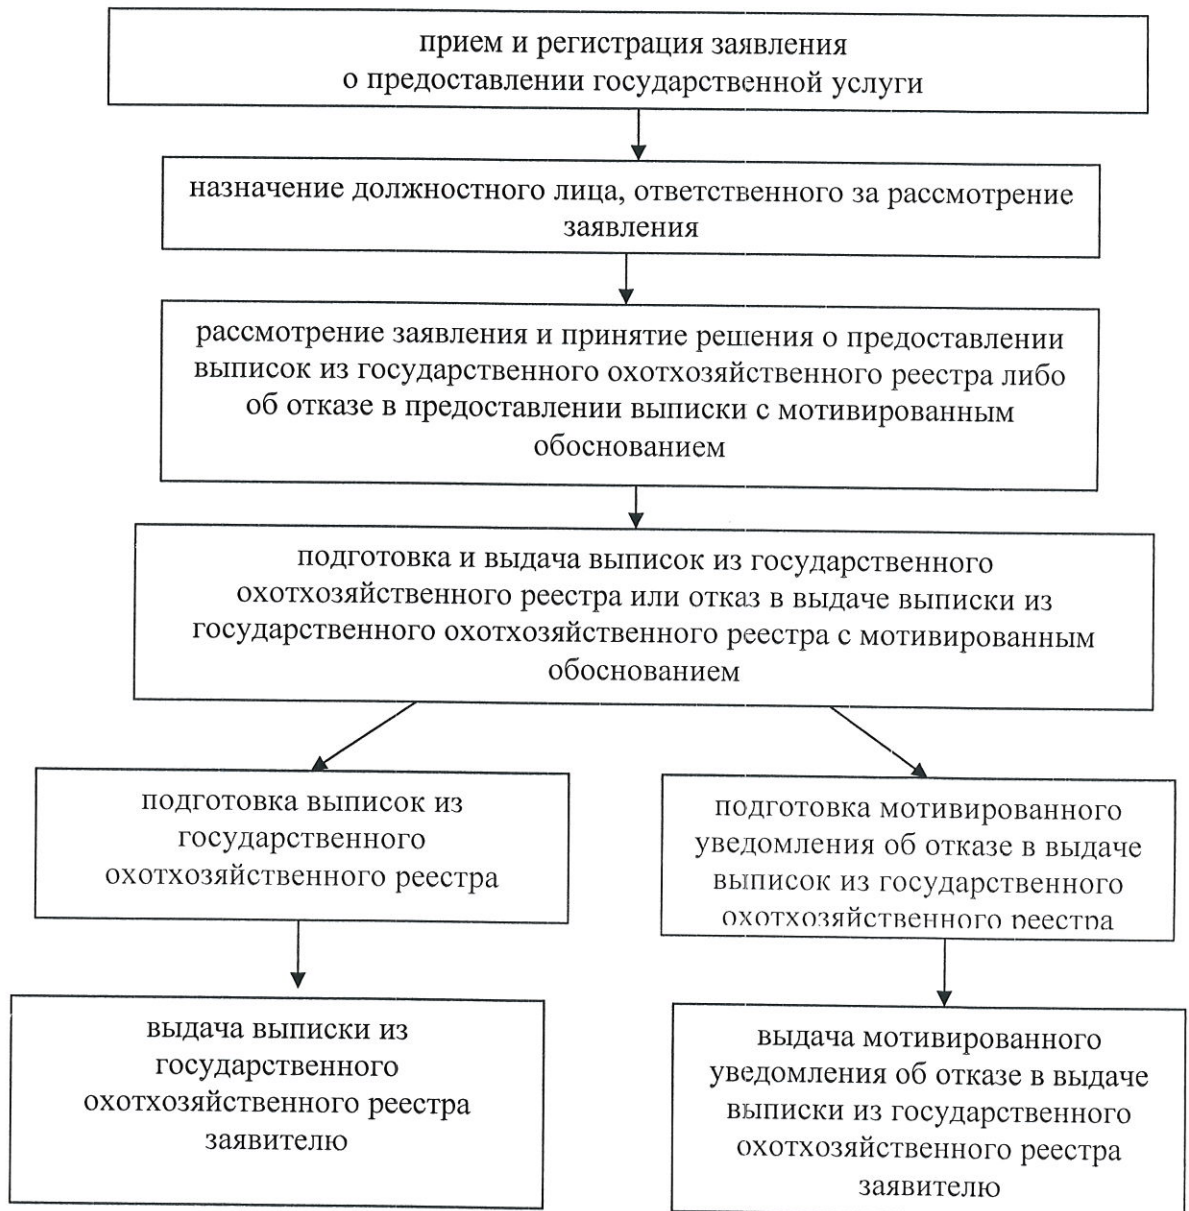 прием и регистрация заявления
о предоставлении государственной услуги
назначение должностного лица, ответственного за рассмотрение
заявления
рассмотрение заявления и принятие решения о предоставлении
выписок из государственного охотхозяйственного реестра либо
об отказе в предоставлении выписки с мотивированным
обоснованием
подготовка и выдача выписок из государственного
охотхозяйственного реестра или отказ в выдаче выписки из
государственного охотхозяйственного реестра с мотивированным
обоснованием
подготовка выписок из
государственного
охотхозяйственного реестра
подготовка мотивированного
уведомления об отказе в выдаче
выписок из государственного
охотхозяйственного реестра
выдача выписки из
государственного
охотхозяйственного реестра
заявителю
выдача мотивированного
уведомления об отказе в выдаче
выписки из государственного
охотхозяйственного реестра
заявителю